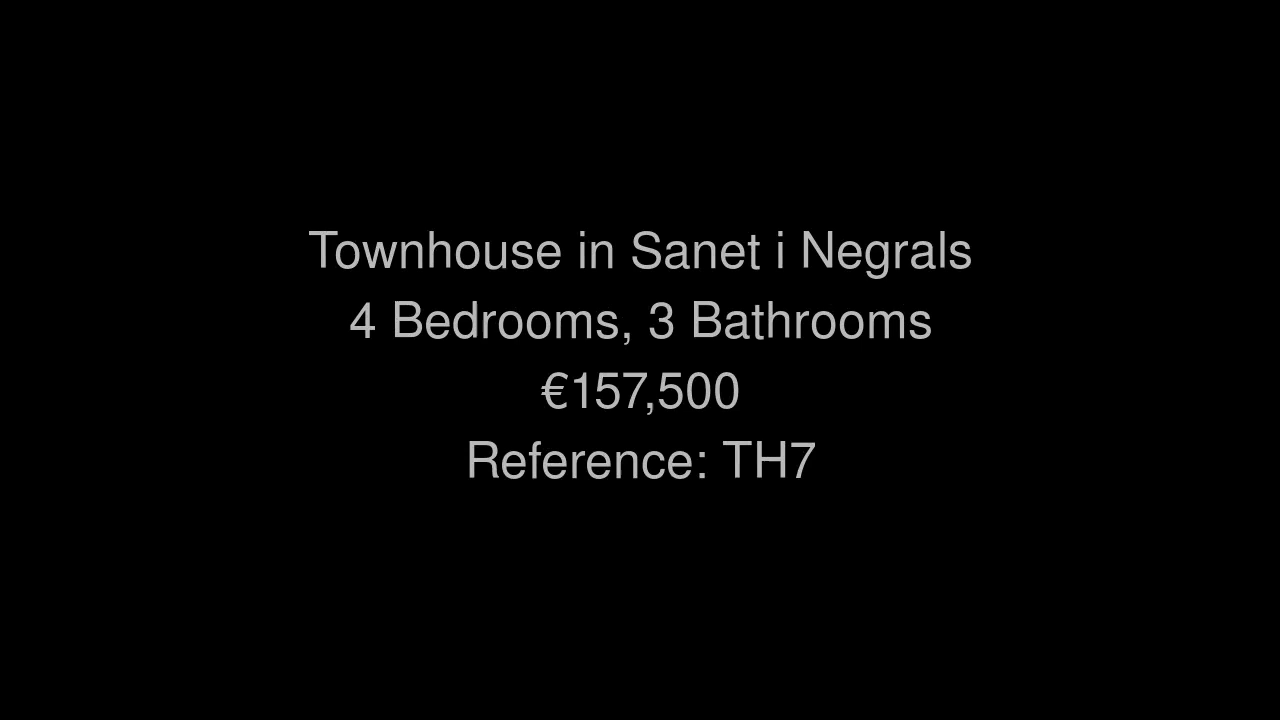 Townhouse in Sanet i Negrals
4 Bedrooms, 3 Bathrooms
€157,500
Reference: TH7